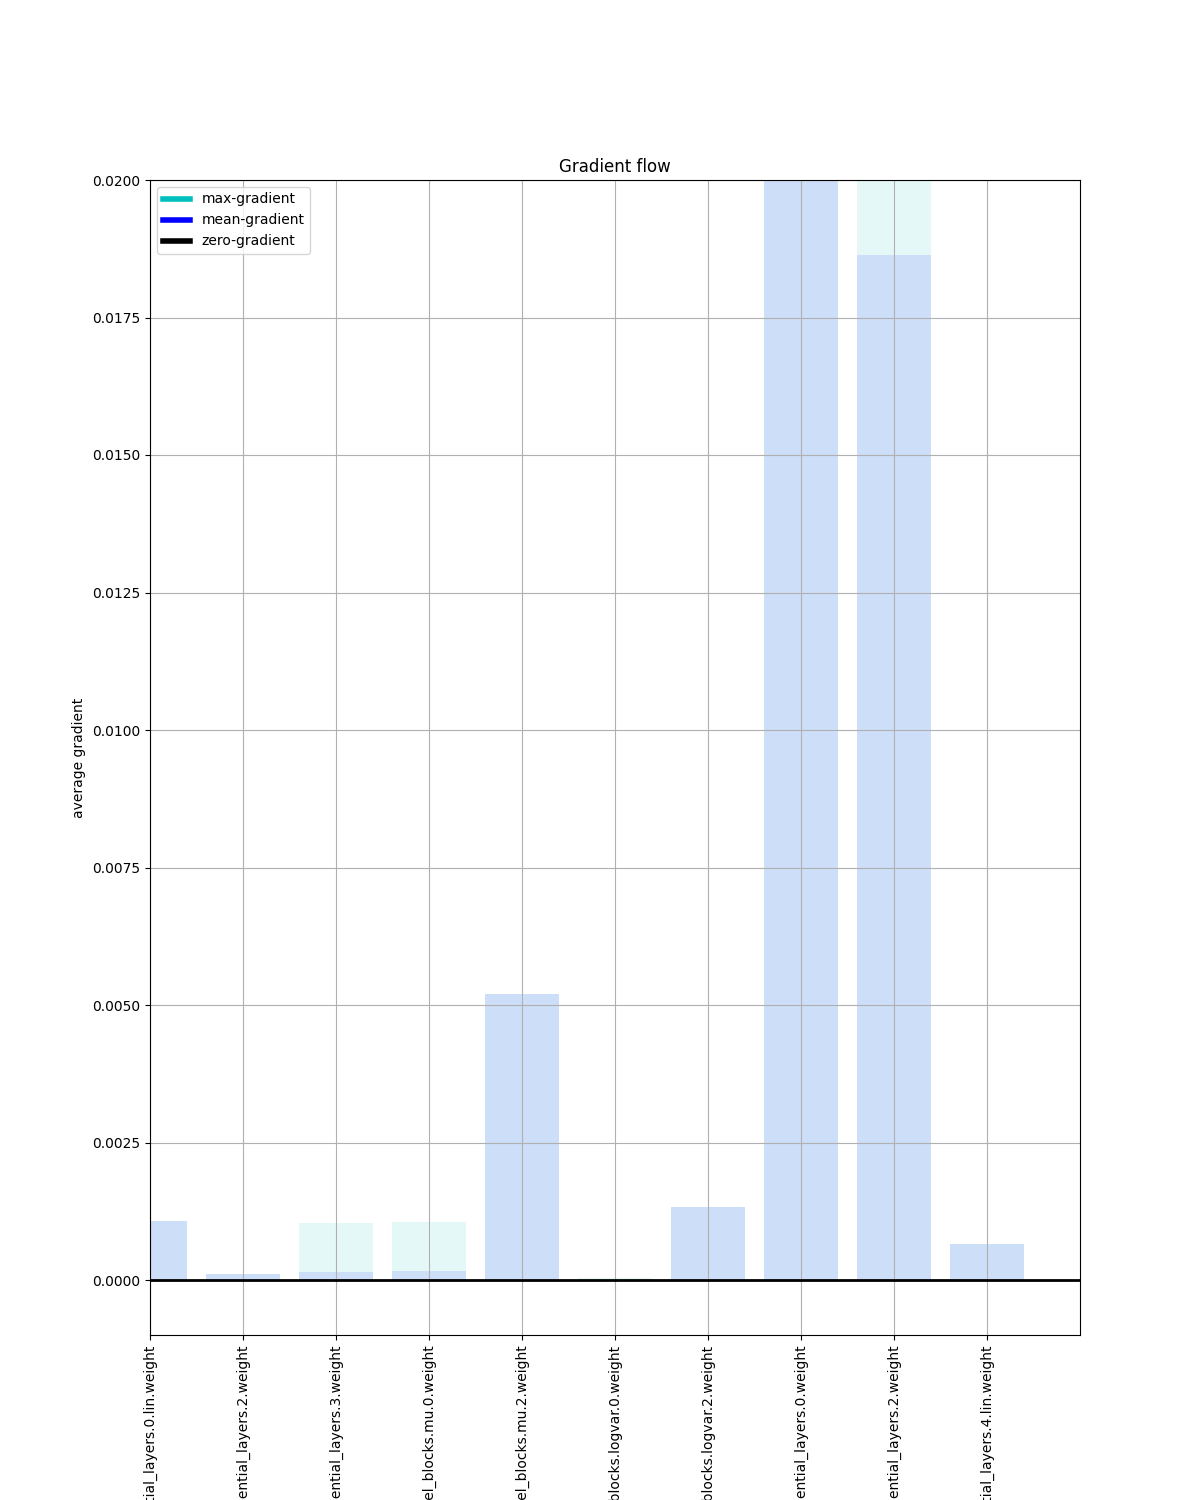 Gradient flow
max-gradient
mean-gradient
zero-gradient
0.0200
0.0175
0.0150
0.0125
0.0100
0.0075
0.0050
0.0025
0.0000
average gradient
tial_layers.0.lin.weight
ential_layers.2.weight
ential_layers.3.weight
el_blocks.mu.0.weight
el_blocks.mu.2.weight
blocks.logvar.0.weight
blocks.logvar.2.weight
ential_layers.0.weight
ential_layers.2.weight
tial_layers.4.lin.weight